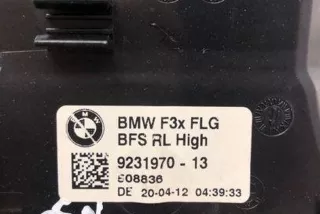 BMW F3x FLG
BFS RL High
9231970 - 13
E08836
DE 20-04-12 04:39:33